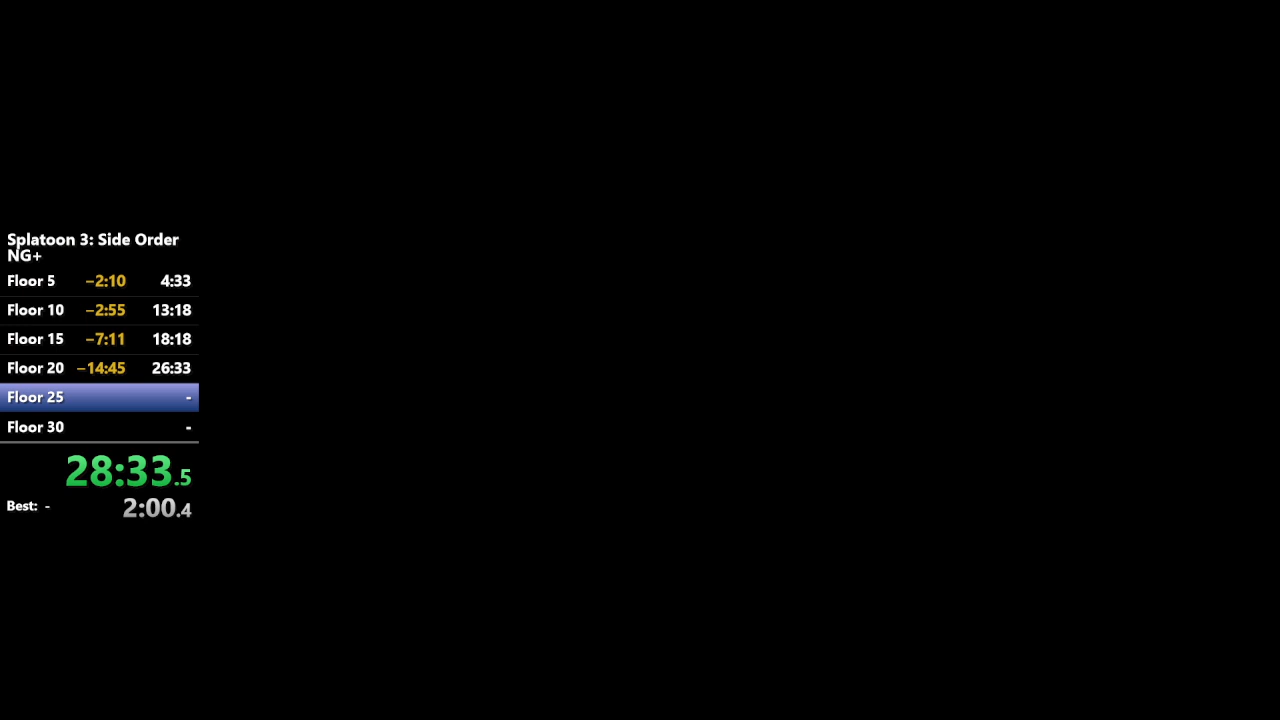 Splatoon 3: Side Order
NG+
Floor 5 −2:10 4:33
Floor 10 −2:55 13:18
Floor 15 −7:11 18:18
Floor 20 −14:45 26:33
Floor 25 -
Floor 30 -
28:33.5
Best: - 2:00.4